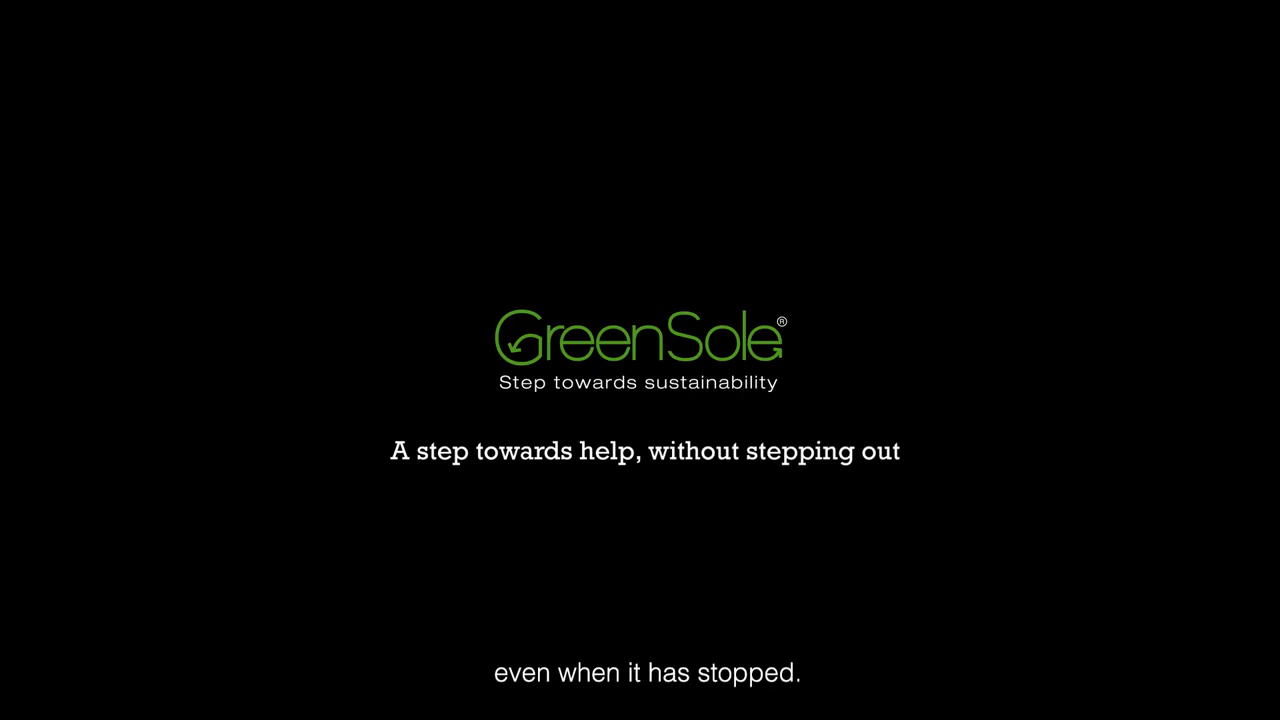 GreenSole®
Step towards sustainability
A step towards help, without stepping out
even when it has stopped.